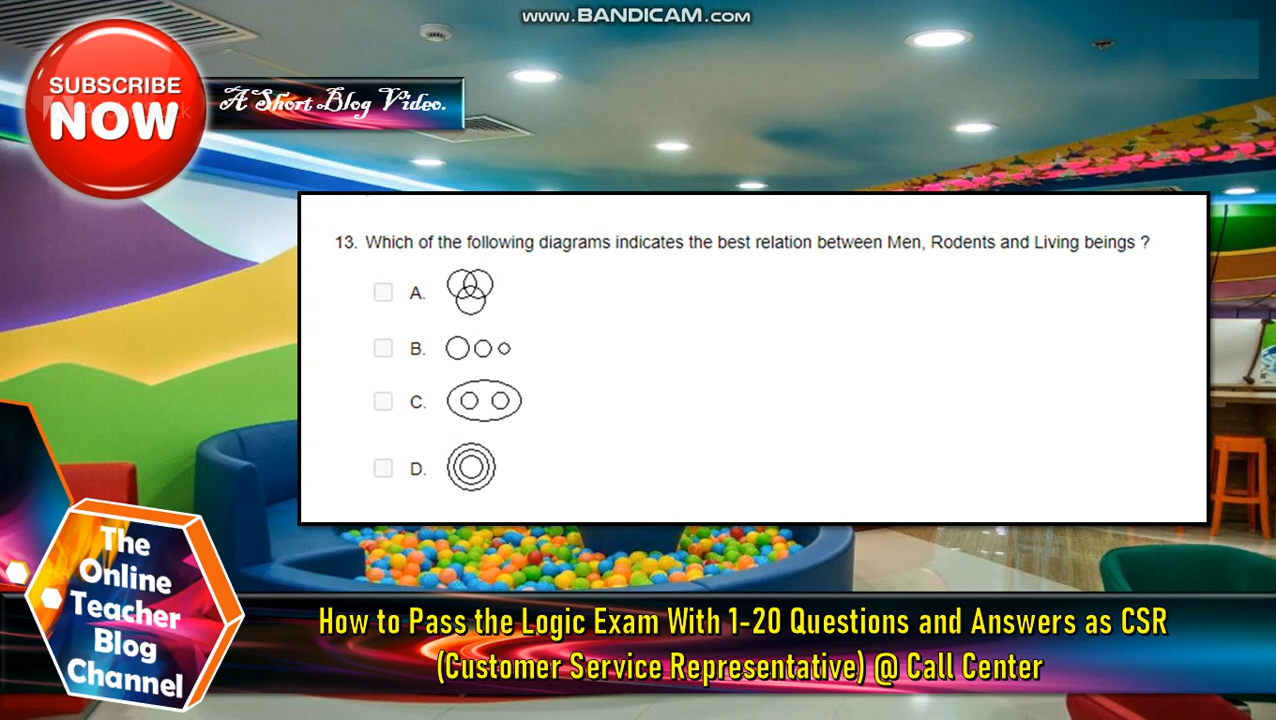 www.BANDICAM.com
SUBSCRIBE
NOW
A Short Blog Video.
13. Which of the following diagrams indicates the best relation between Men, Rodents and Living beings ?
A.
B.
C.
D.
The
Online
Teacher
Blog
Channel
How to Pass the Logic Exam With 1-20 Questions and Answers as CSR
(Customer Service Representative) @ Call Center